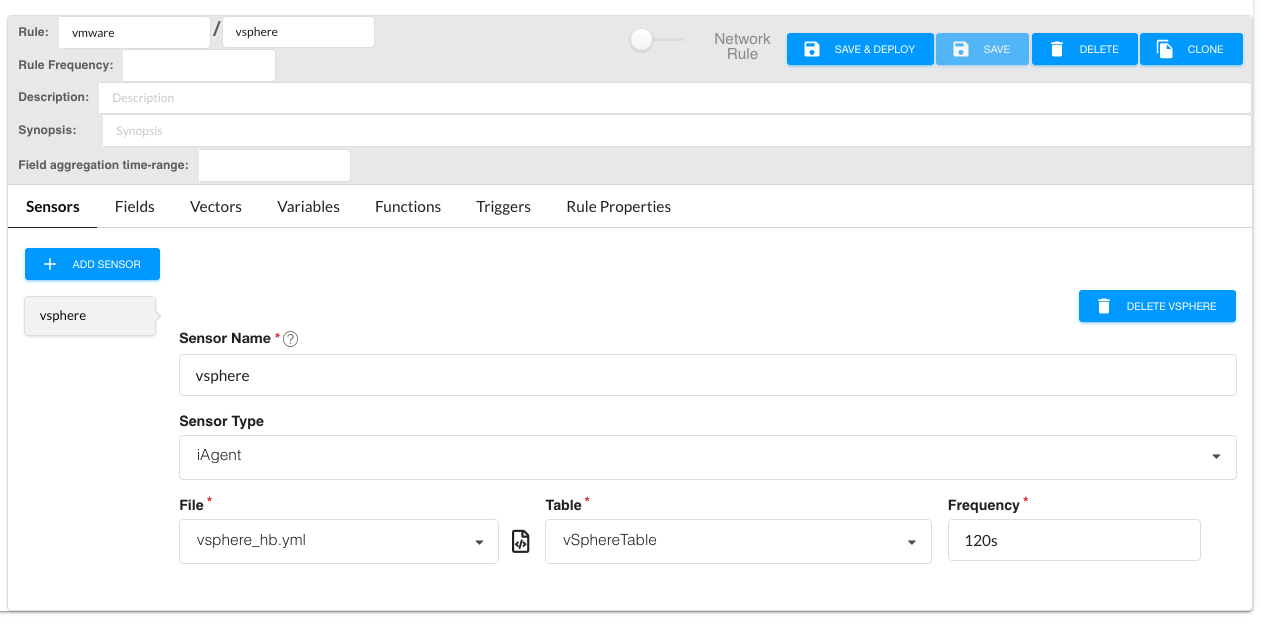 Rule: vmware / vsphere
Network Rule
SAVE & DEPLOY SAVE DELETE CLONE
Rule Frequency:
Description: Description
Synopsis: Synopsis
Field aggregation time-range:
Sensors Fields Vectors Variables Functions Triggers Rule Properties
+ ADD SENSOR
vsphere
DELETE VSPHERE
Sensor Name * ?
vsphere
Sensor Type
iAgent
File * Table * Frequency *
vsphere_hb.yml vSphereTable 120s